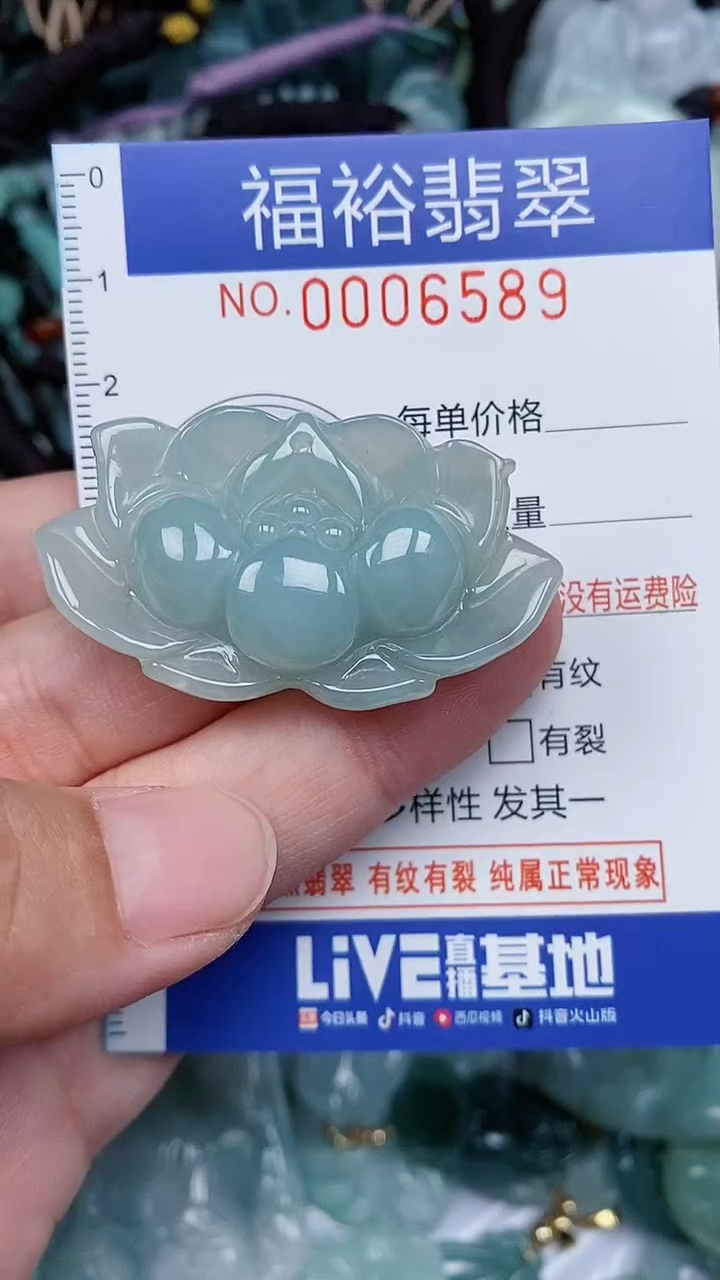 福裕翡翠
0
NO.0006589
1
2
每单价格
量
没有运费险
有纹
□有裂
多样性 发其一
翡翠 有纹有裂 纯属正常现象
LiVE直播基地
今日头条 抖音 西瓜视频 抖音火山版